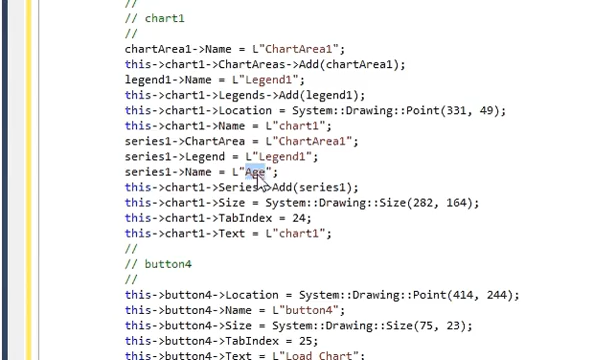 //
// chart1
//
chartArea1->Name = L"ChartArea1";
this->chart1->ChartAreas->Add(chartArea1);
legend1->Name = L"Legend1";
this->chart1->Legends->Add(legend1);
this->chart1->Location = System::Drawing::Point(331, 49);
this->chart1->Name = L"chart1";
series1->ChartArea = L"ChartArea1";
series1->Legend = L"Legend1";
series1->Name = L"Age";
this->chart1->Series->Add(series1);
this->chart1->Size = System::Drawing::Size(282, 164);
this->chart1->TabIndex = 24;
this->chart1->Text = L"chart1";
//
// button4
//
this->button4->Location = System::Drawing::Point(414, 244);
this->button4->Name = L"button4";
this->button4->Size = System::Drawing::Size(75, 23);
this->button4->TabIndex = 25;
this->button4->Text = L"Load Chart";